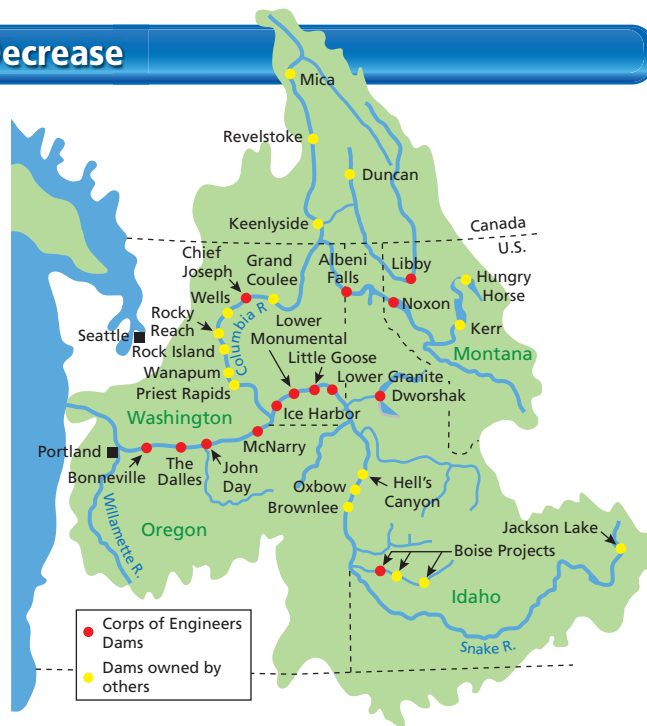 ecrease
Mica
Revelstoke
Duncan
Keenlyside
Canada
U.S.
Chief
Joseph
Grand
Coulee
Albeni
Falls
Libby
Hungry
Horse
Wells
Noxon
Rocky
Reach
Columbia R.
Seattle
Lower
Monumental
Kerr
Rock Island
Little Goose
Montana
Wanapum
Lower Granite
Priest Rapids
Dworshak
Washington
Ice Harbor
Portland
McNarry
Bonneville
The
Dalles
John
Day
Hell's
Canyon
Oxbow
Brownlee
Willamette R.
Oregon
Jackson Lake
Boise Projects
Idaho
Snake R.
Corps of Engineers
Dams
Dams owned by
others